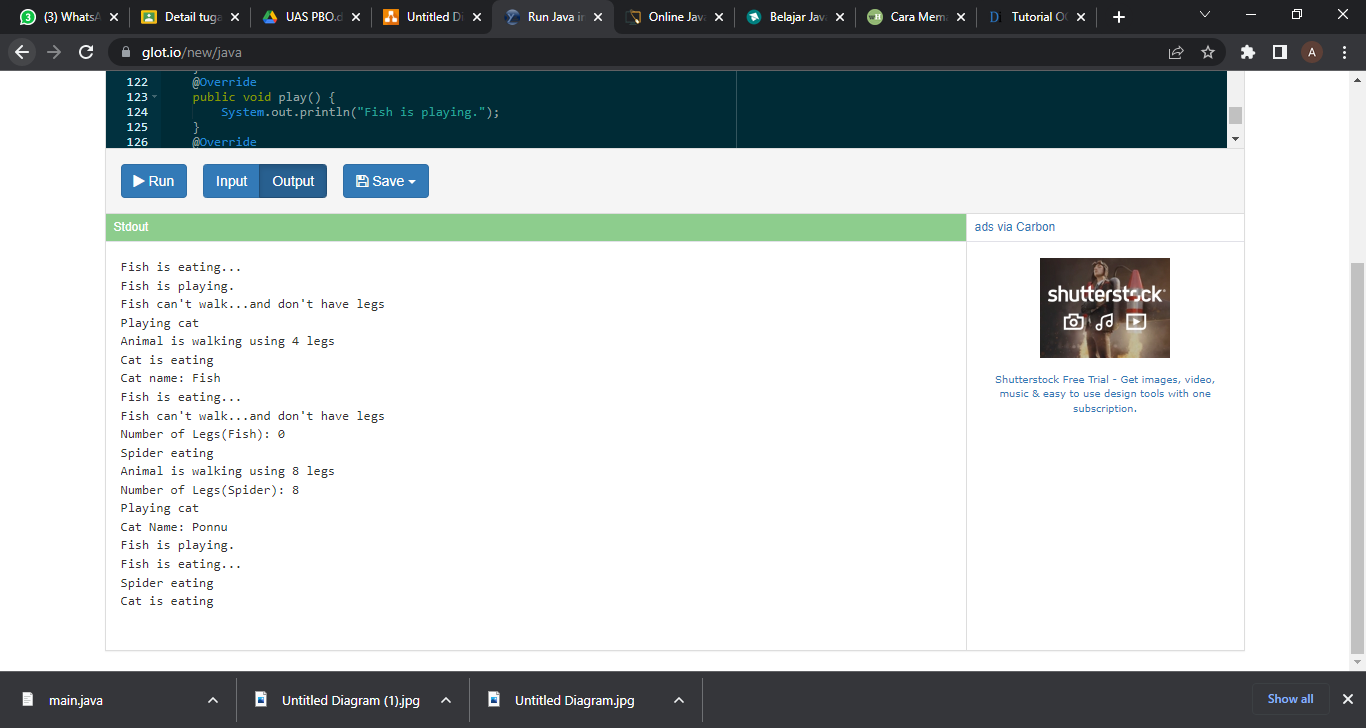 (3) WhatsA
Detail tuga
UAS PBO.d
Untitled Di
Run Java in
Online Jav
Belajar Jav
Cara Mem
Tutorial O
glot.io/new/java
A
122 @Override
123 public void play() {
124 System.out.println("Fish is playing.");
125 }
126 @Override
Run
Input
Output
Save
Stdout
ads via Carbon
Fish is eating...
Fish is playing.
Fish can't walk...and don't have legs
Playing cat
Animal is walking using 4 legs
Cat is eating
Cat name: Fish
Fish is eating...
Fish can't walk...and don't have legs
Number of Legs(Fish): 0
Spider eating
Animal is walking using 8 legs
Number of Legs(Spider): 8
Playing cat
Cat Name: Ponnu
Fish is playing.
Fish is eating...
Spider eating
Cat is eating
shutterstock
Shutterstock Free Trial - Get images, video,
music & easy to use design tools with one
subscription.
main.java
Untitled Diagram (1).jpg
Untitled Diagram.jpg
Show all